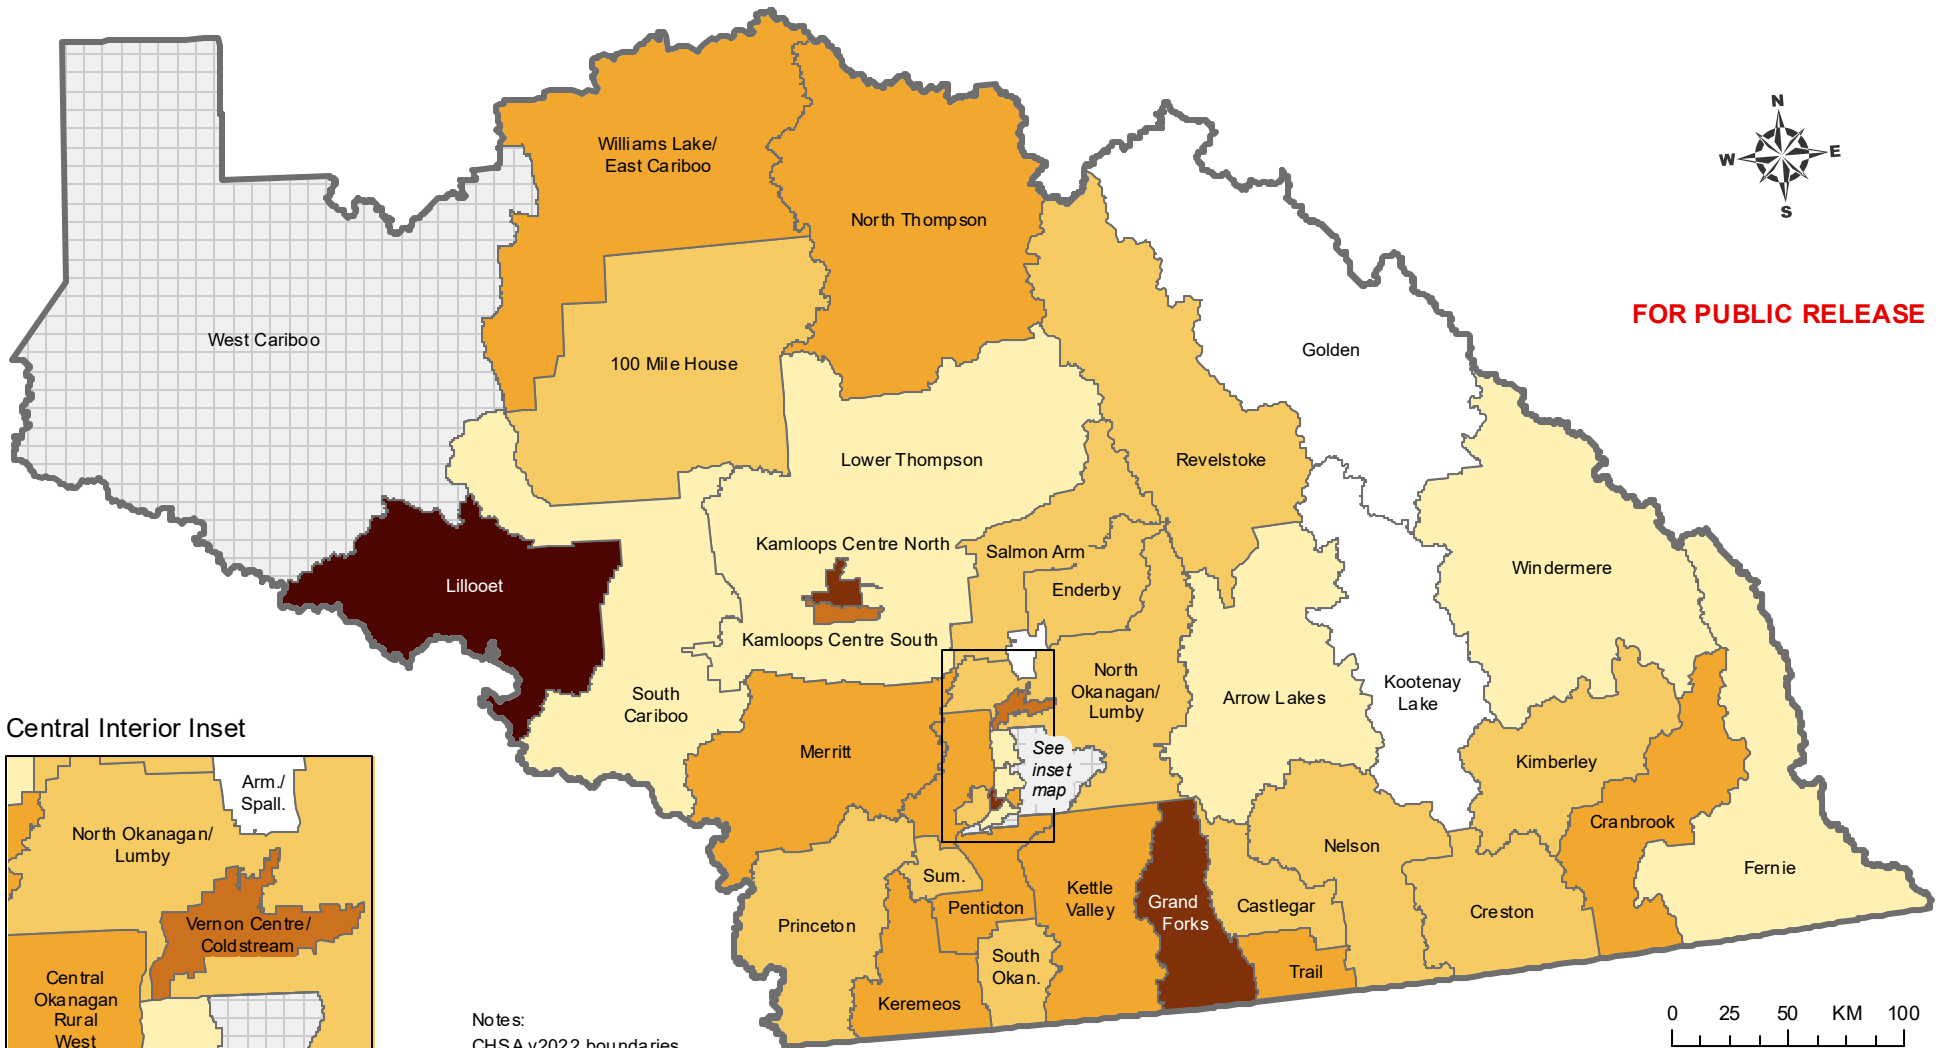 N
W
E
S
FOR PUBLIC RELEASE
Williams Lake/
East Cariboo
North Thompson
West Cariboo
100 Mile House
Golden
Lower Thompson
Revelstoke
Kamloops Centre North
Salmon Arm
Windermere
Lillooet
Enderby
Kamloops Centre South
North
Okanagan/
Lumby
South
Cariboo
Arrow Lakes
Kootenay
Lake
Merritt
See
inset
map
Kimberley
Cranbrook
Nelson
Fernie
Sum.
Kettle
Valley
Grand
Forks
Penticton
Castlegar
Creston
Princeton
South
Okan.
Trail
Keremeos
Central Interior Inset
Arm./
Spall.
North Okanagan/
Lumby
Vernon Centre/
Coldstream
Central
Okanagan
Rural
West
Notes:
CHSA v2022 boundaries
0 25 50 KM 100